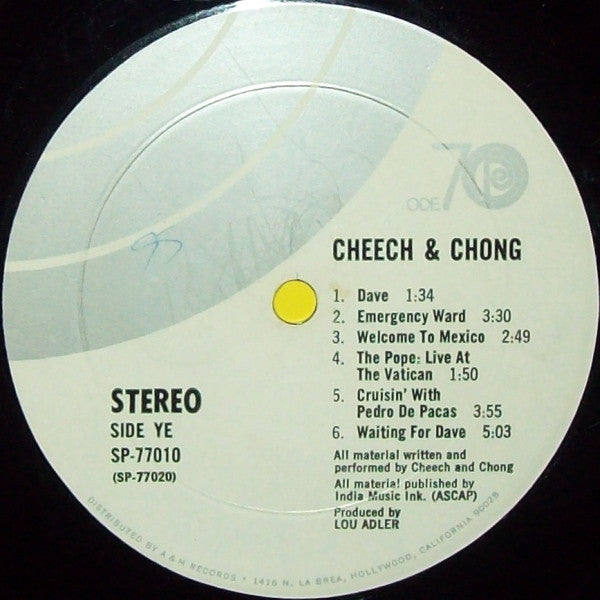 ODE 70
CHEECH & CHONG
1. Dave 1:34
2. Emergency Ward 3:30
3. Welcome To Mexico 2:49
4. The Pope: Live At
The Vatican 1:50
5. Cruisin' With
Pedro De Pacas 3:55
6. Waiting For Dave 5:03
STEREO
SIDE YE
SP-77010
(SP-77020)
All material written and
performed by Cheech and Chong
All material published by
India Music Ink. (ASCAP)
Produced by
LOU ADLER
DISTRIBUTED BY A & M RECORDS • 1416 N. LA BREA, HOLLYWOOD, CALIFORNIA 90028